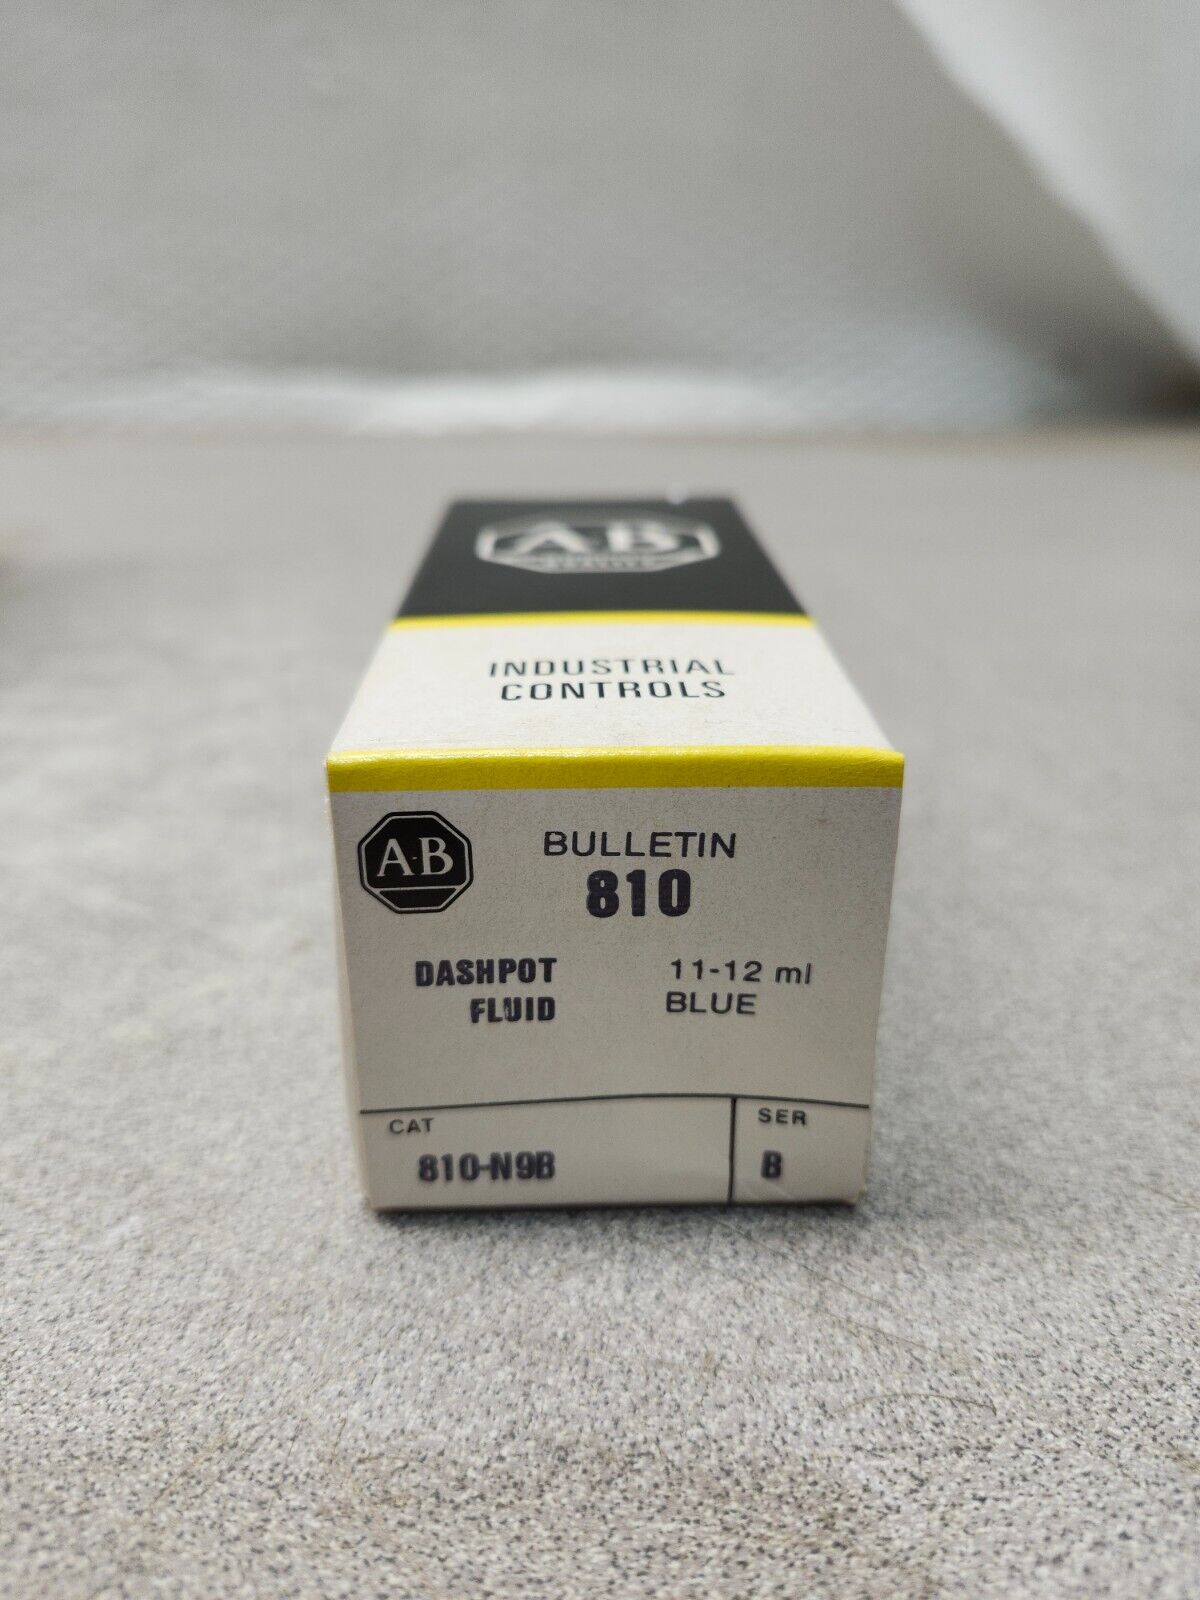 A-B
INDUSTRIAL
CONTROLS
A-B
BULLETIN
810
DASHPOT 11-12 ml
FLUID BLUE
CAT SER
810-N9B B